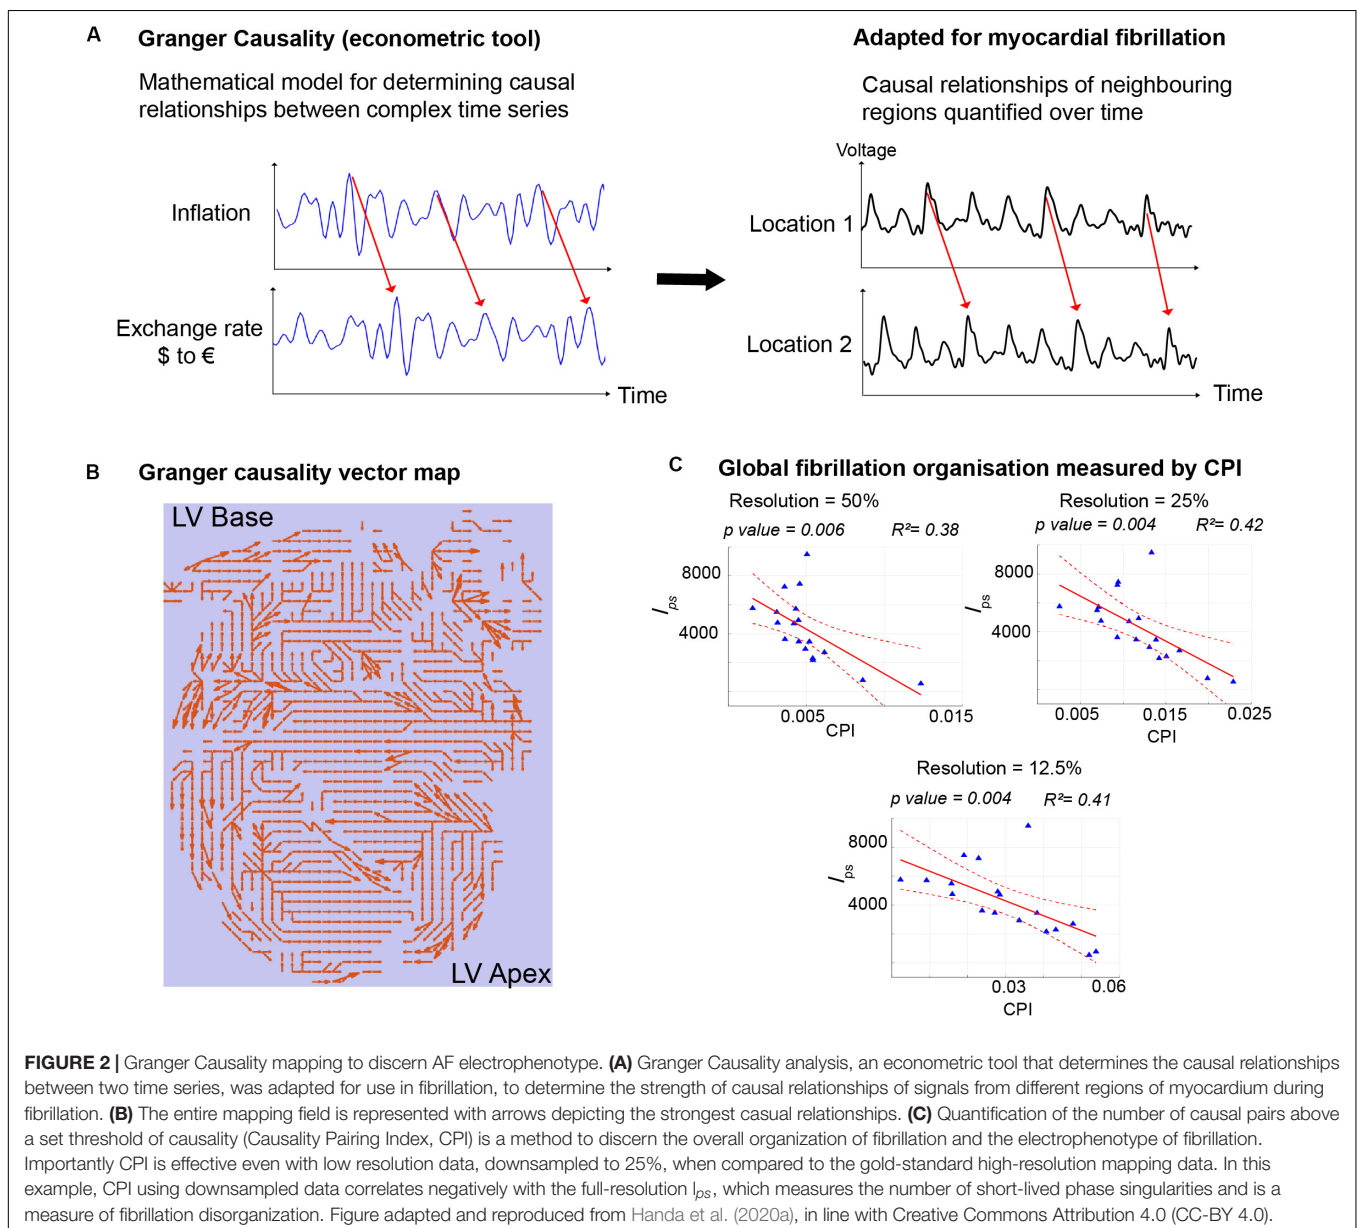 A Granger Causality (econometric tool)
Mathematical model for determining causal
relationships between complex time series
Inflation
Exchange rate
$ to €
Time
Adapted for myocardial fibrillation
Causal relationships of neighbouring
regions quantified over time
Voltage
Location 1
Location 2
Time
B Granger causality vector map
LV Base
LV Apex
C Global fibrillation organisation measured by CPI
Resolution = 50%
p value = 0.006 R²= 0.38
8000
Ips
4000
0.005 0.015
CPI
Resolution = 25%
p value = 0.004 R²= 0.42
8000
Ips
4000
0.005 0.015 0.025
CPI
Resolution = 12.5%
p value = 0.004 R²= 0.41
8000
Ips
4000
0.03 0.06
CPI
FIGURE 2 | Granger Causality mapping to discern AF electrophenotype. (A) Granger Causality analysis, an econometric tool that determines the causal relationships
between two time series, was adapted for use in fibrillation, to determine the strength of causal relationships of signals from different regions of myocardium during
fibrillation. (B) The entire mapping field is represented with arrows depicting the strongest casual relationships. (C) Quantification of the number of causal pairs above
a set threshold of causality (Causality Pairing Index, CPI) is a method to discern the overall organization of fibrillation and the electrophenotype of fibrillation.
Importantly CPI is effective even with low resolution data, downsampled to 25%, when compared to the gold-standard high-resolution mapping data. In this
example, CPI using downsampled data correlates negatively with the full-resolution Ips, which measures the number of short-lived phase singularities and is a
measure of fibrillation disorganization. Figure adapted and reproduced from Handa et al. (2020a), in line with Creative Commons Attribution 4.0 (CC-BY 4.0).